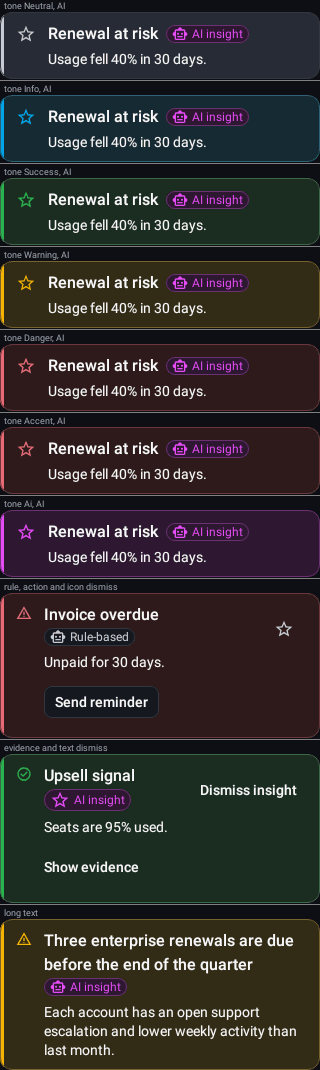 tone Neutral, AI
Renewal at risk AI insight
Usage fell 40% in 30 days.
tone Info, AI
Renewal at risk AI insight
Usage fell 40% in 30 days.
tone Success, AI
Renewal at risk AI insight
Usage fell 40% in 30 days.
tone Warning, AI
Renewal at risk AI insight
Usage fell 40% in 30 days.
tone Danger, AI
Renewal at risk AI insight
Usage fell 40% in 30 days.
tone Accent, AI
Renewal at risk AI insight
Usage fell 40% in 30 days.
tone Ai, AI
Renewal at risk AI insight
Usage fell 40% in 30 days.
rule, action and icon dismiss
Invoice overdue
Rule-based
Unpaid for 30 days.
Send reminder
evidence and text dismiss
Upsell signal
AI insight
Dismiss insight
Seats are 95% used.
Show evidence
long text
Three enterprise renewals are due
before the end of the quarter
AI insight
Each account has an open support
escalation and lower weekly activity than
last month.